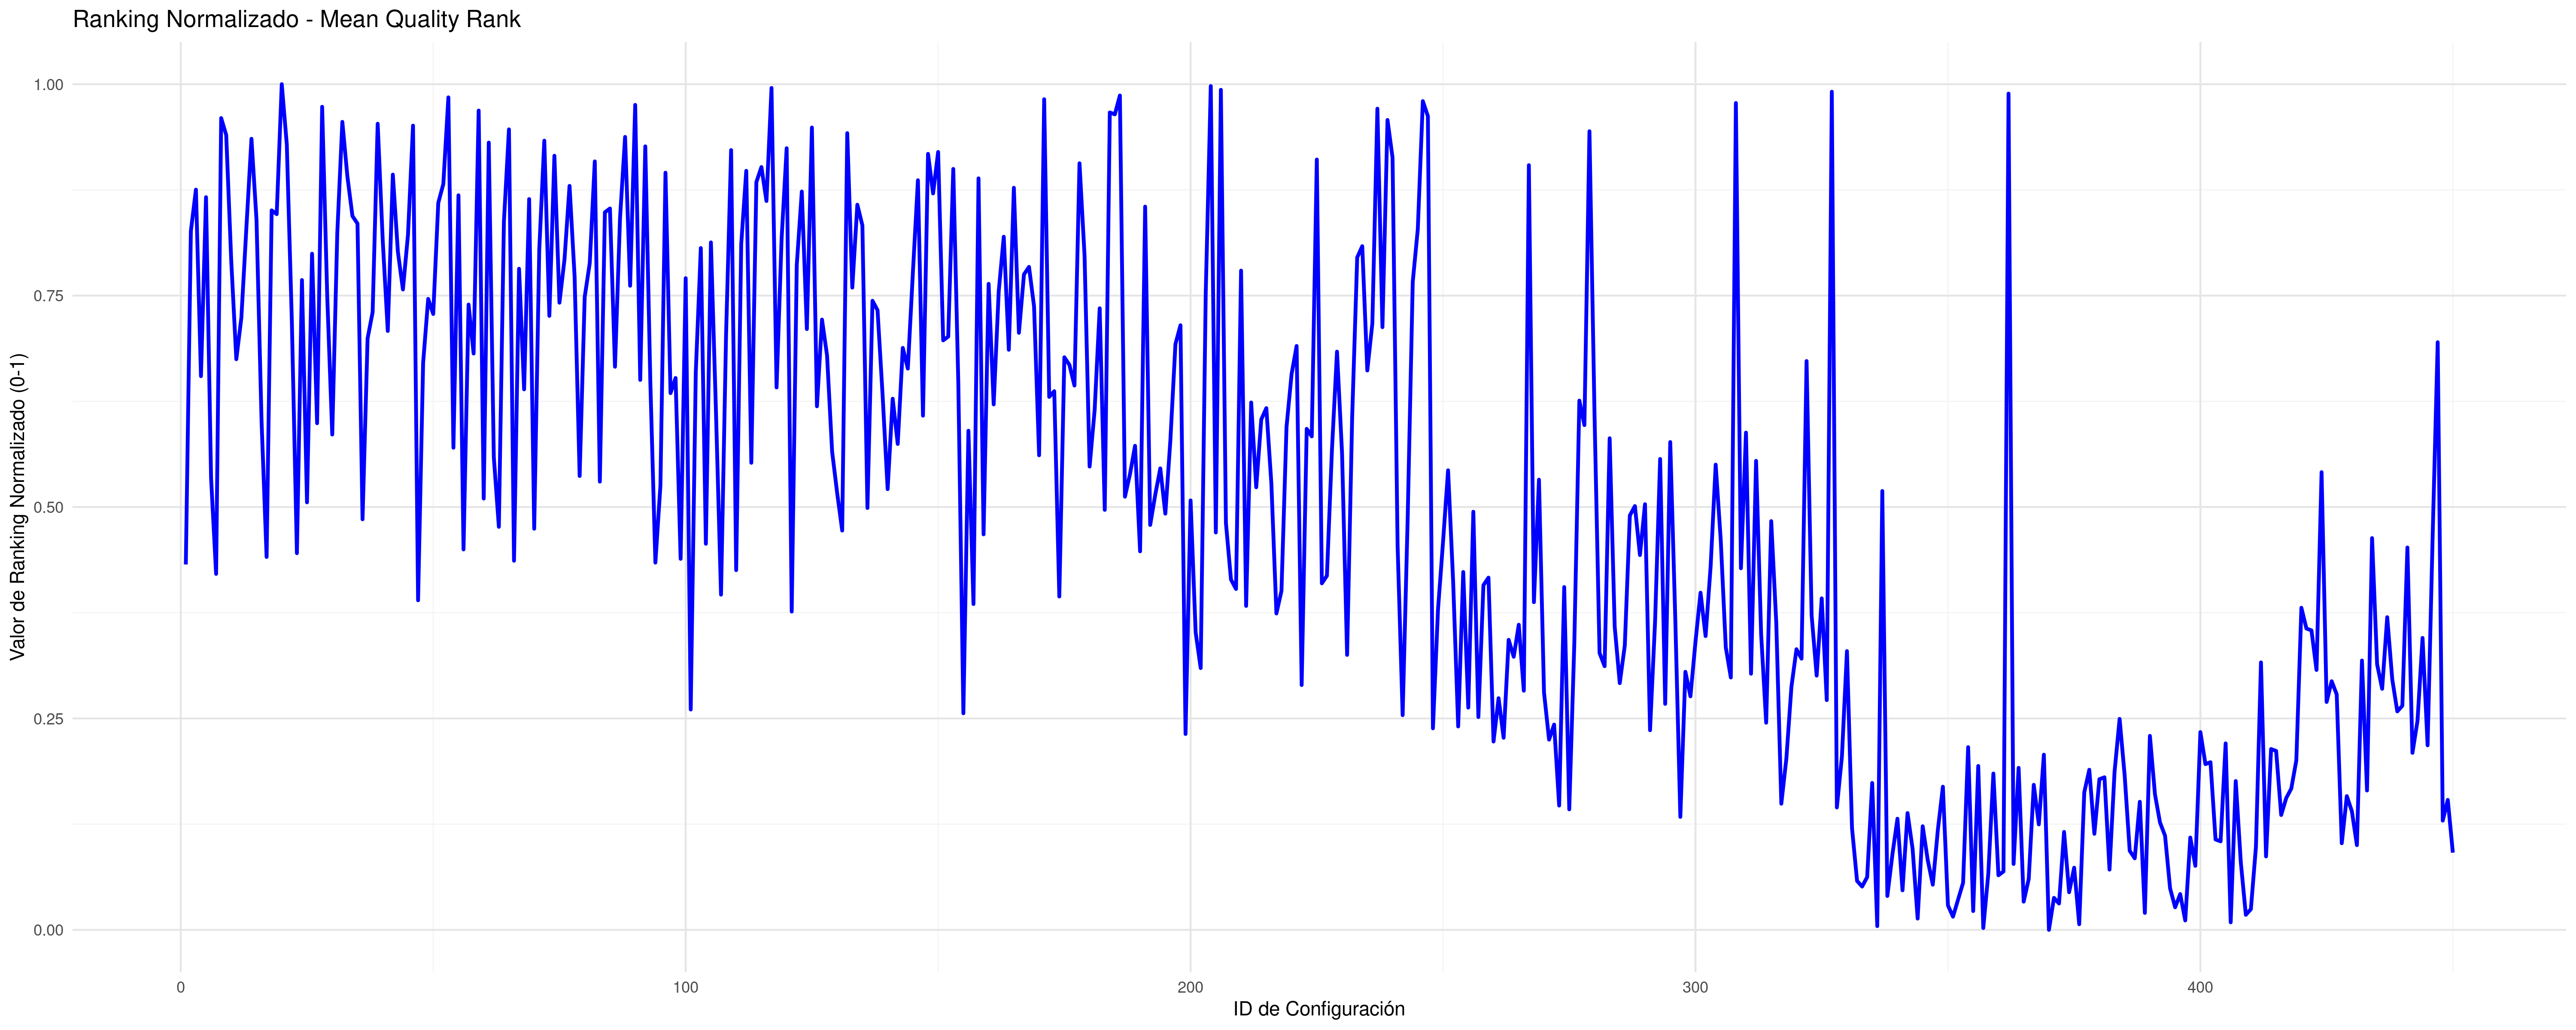 Ranking Normalizado - Mean Quality Rank
Valor de Ranking Normalizado (0-1)
1.00
0.75
0.50
0.25
0.00
0 100 200 300 400
ID de Configuración